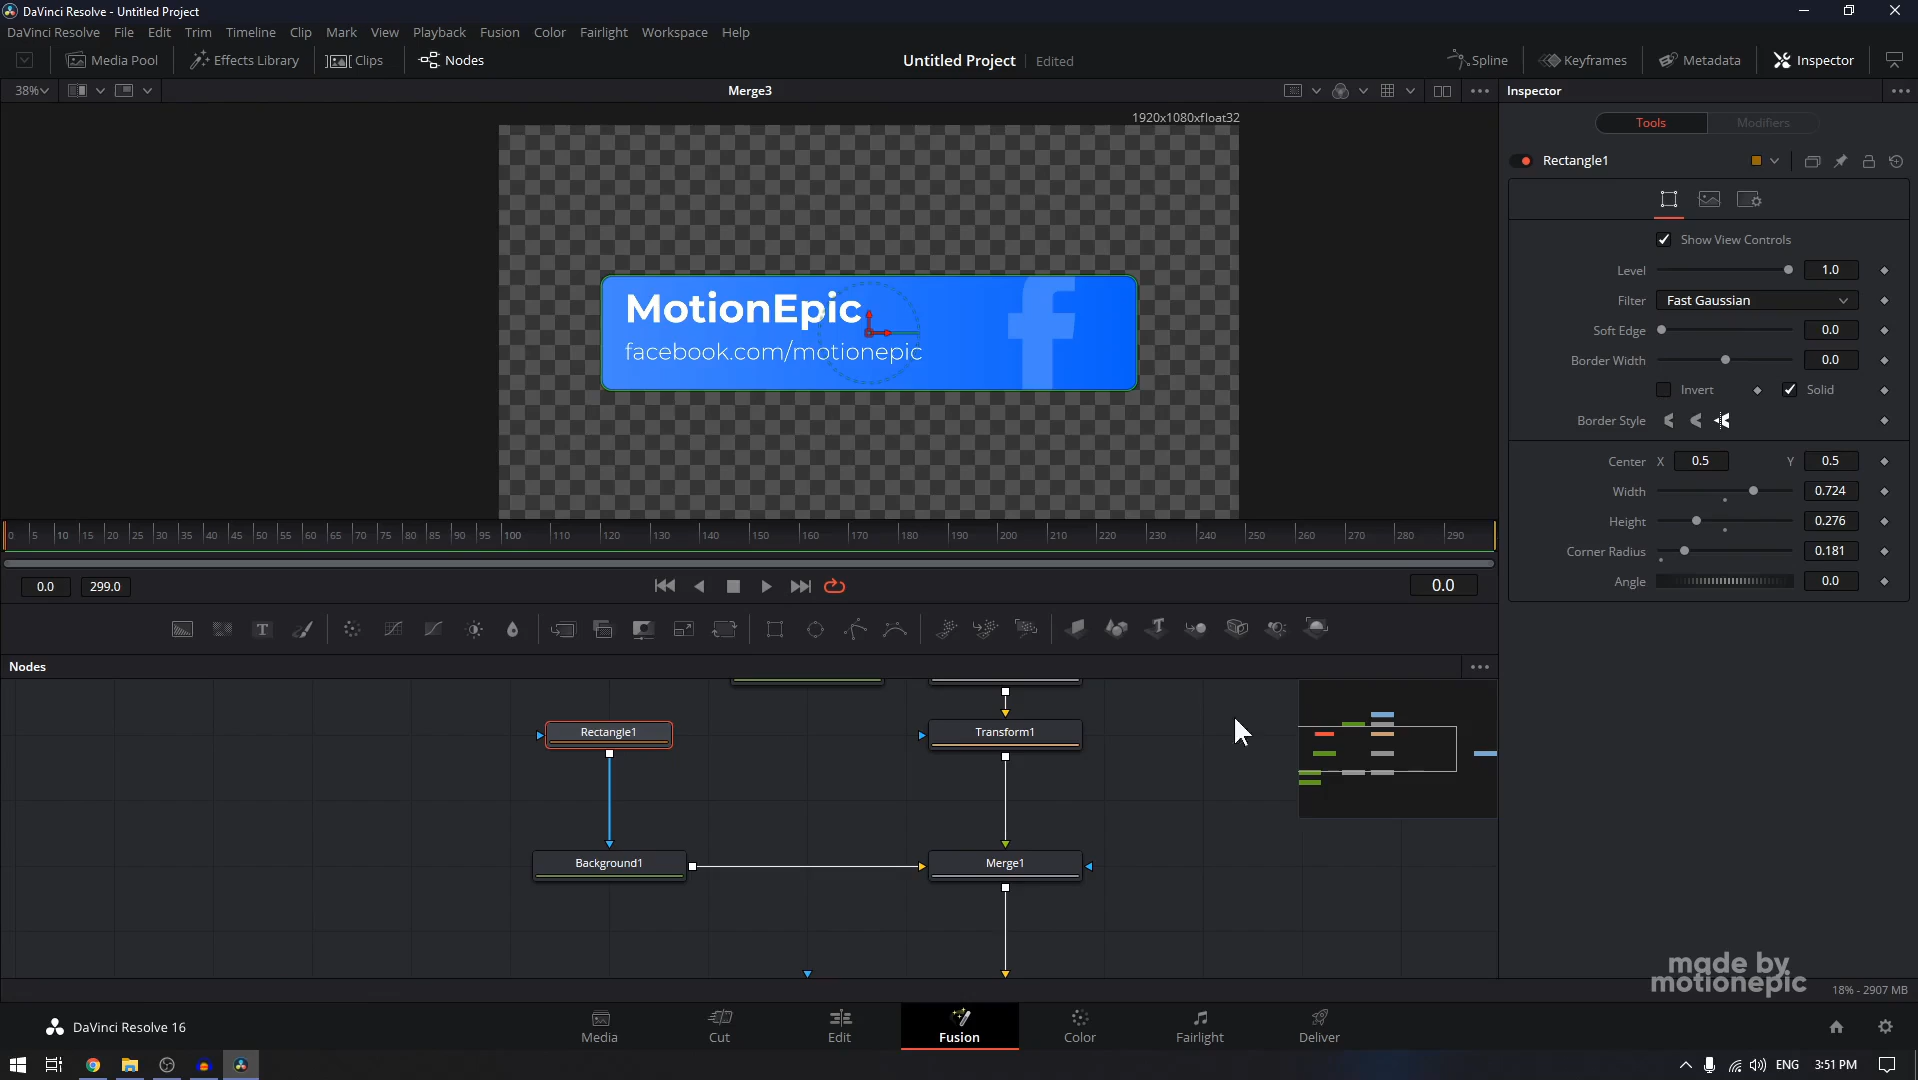 DaVinci Resolve - Untitled Project
DaVinci Resolve File Edit Trim Timeline Clip Mark View Playback Fusion Color Fairlight Workspace Help
Media Pool Effects Library Clips Nodes Untitled Project Edited Spline Keyframes Metadata Inspector
38% Merge3 Inspector
1920x1080xfloat32
Tools Modifiers
Rectangle1
Show View Controls
Level 1.0
Filter Fast Gaussian
Soft Edge 0.0
Border Width 0.0
Invert Solid
Border Style
Center X 0.5 Y 0.5
Width 0.724
Height 0.276
Corner Radius 0.181
Angle 0.0
MotionEpic
facebook.com/motionepic
0 5 10 15 20 25 30 35 40 45 50 55 60 65 70 75 80 85 90 95 100 110 120 130 140 150 160 170 180 190 200 210 220 230 240 250 260 270 280 290
0.0 299.0 0.0
Nodes
Rectangle1 Transform1
Background1 Merge1
made by
motionepic
18% - 2907 MB
DaVinci Resolve 16
Media Cut Edit Fusion Color Fairlight Deliver
ENG 3:51 PM